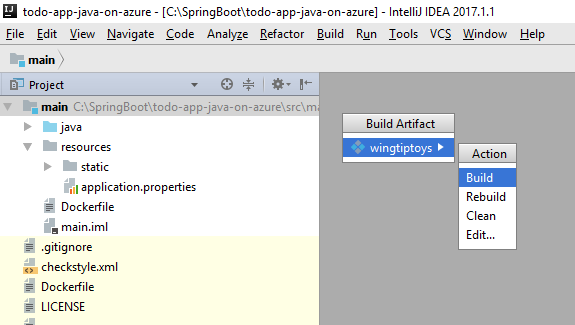 todo-app-java-on-azure - [C:\SpringBoot\todo-app-java-on-azure] - IntelliJ IDEA 2017.1.1
File Edit View Navigate Code Analyze Refactor Build Run Tools VCS Window Help
main
Project
main C:\SpringBoot\todo-app-java-on-azure\src\ma
java
resources
static
application.properties
Dockerfile
main.iml
.gitignore
checkstyle.xml
Dockerfile
LICENSE
Build Artifact
wingtiptoys
Action
Build
Rebuild
Clean
Edit...